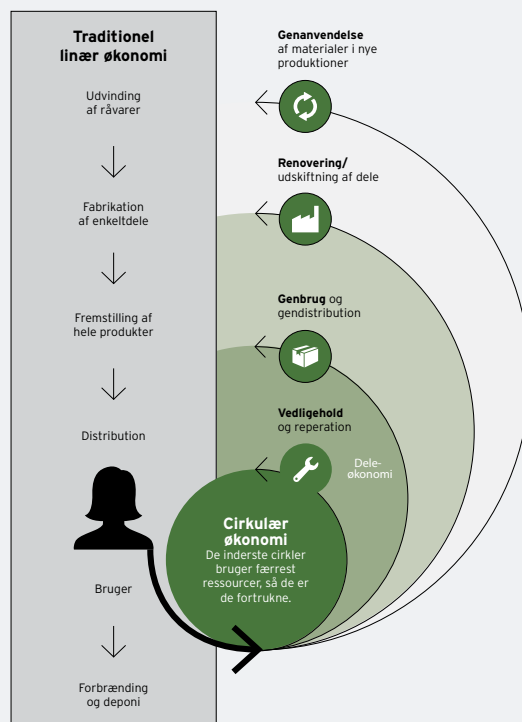 Traditionel
linær økonomi
Udvinding
af råvarer
Fabrikation
af enkeltdele
Fremstilling af
hele produkter
Distribution
Bruger
Forbrænding
og deponi
Genanvendelse
af materialer i nye
produktioner
Renovering/
udskiftning af dele
Genbrug og
gendistribution
Vedligehold
og reperation
Dele-
økonomi
Cirkulær
økonomi
De inderste cirkler
bruger færrest
ressourcer, så de er
de fortrukne.